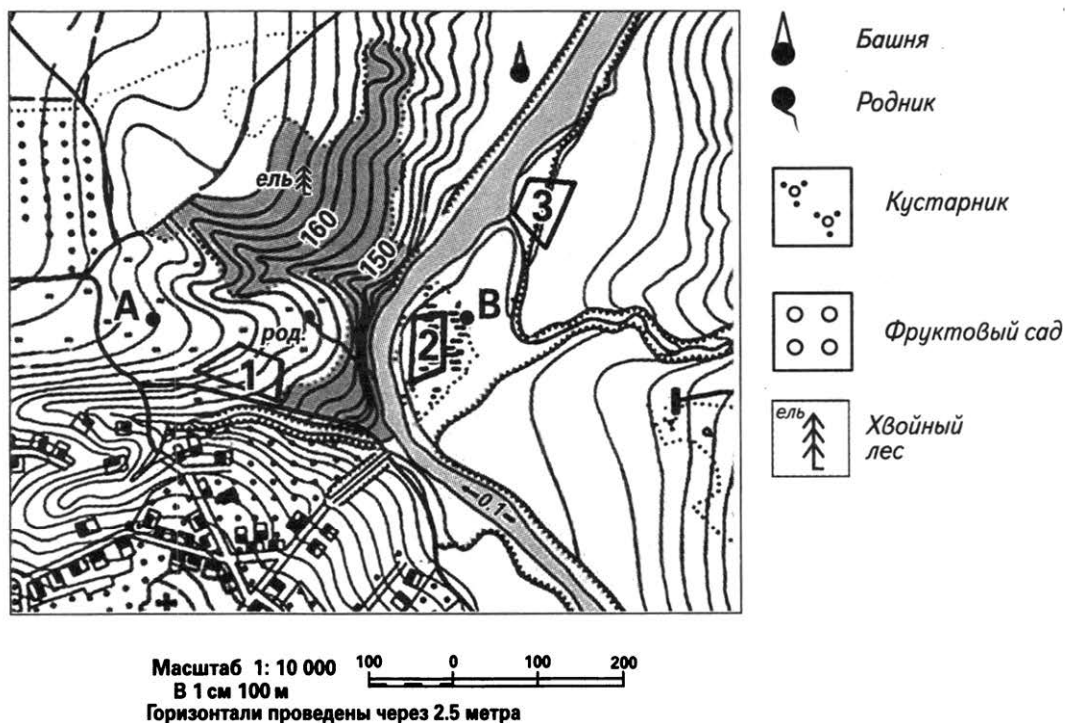 ель
160
150
3
А
В
род.
2
1
0.1
Башня
Родник
Кустарник
Фруктовый сад
ель
Хвойный
лес
Масштаб 1: 10 000
100 0 100 200
В 1 см 100 м
Горизонтали проведены через 2.5 метра